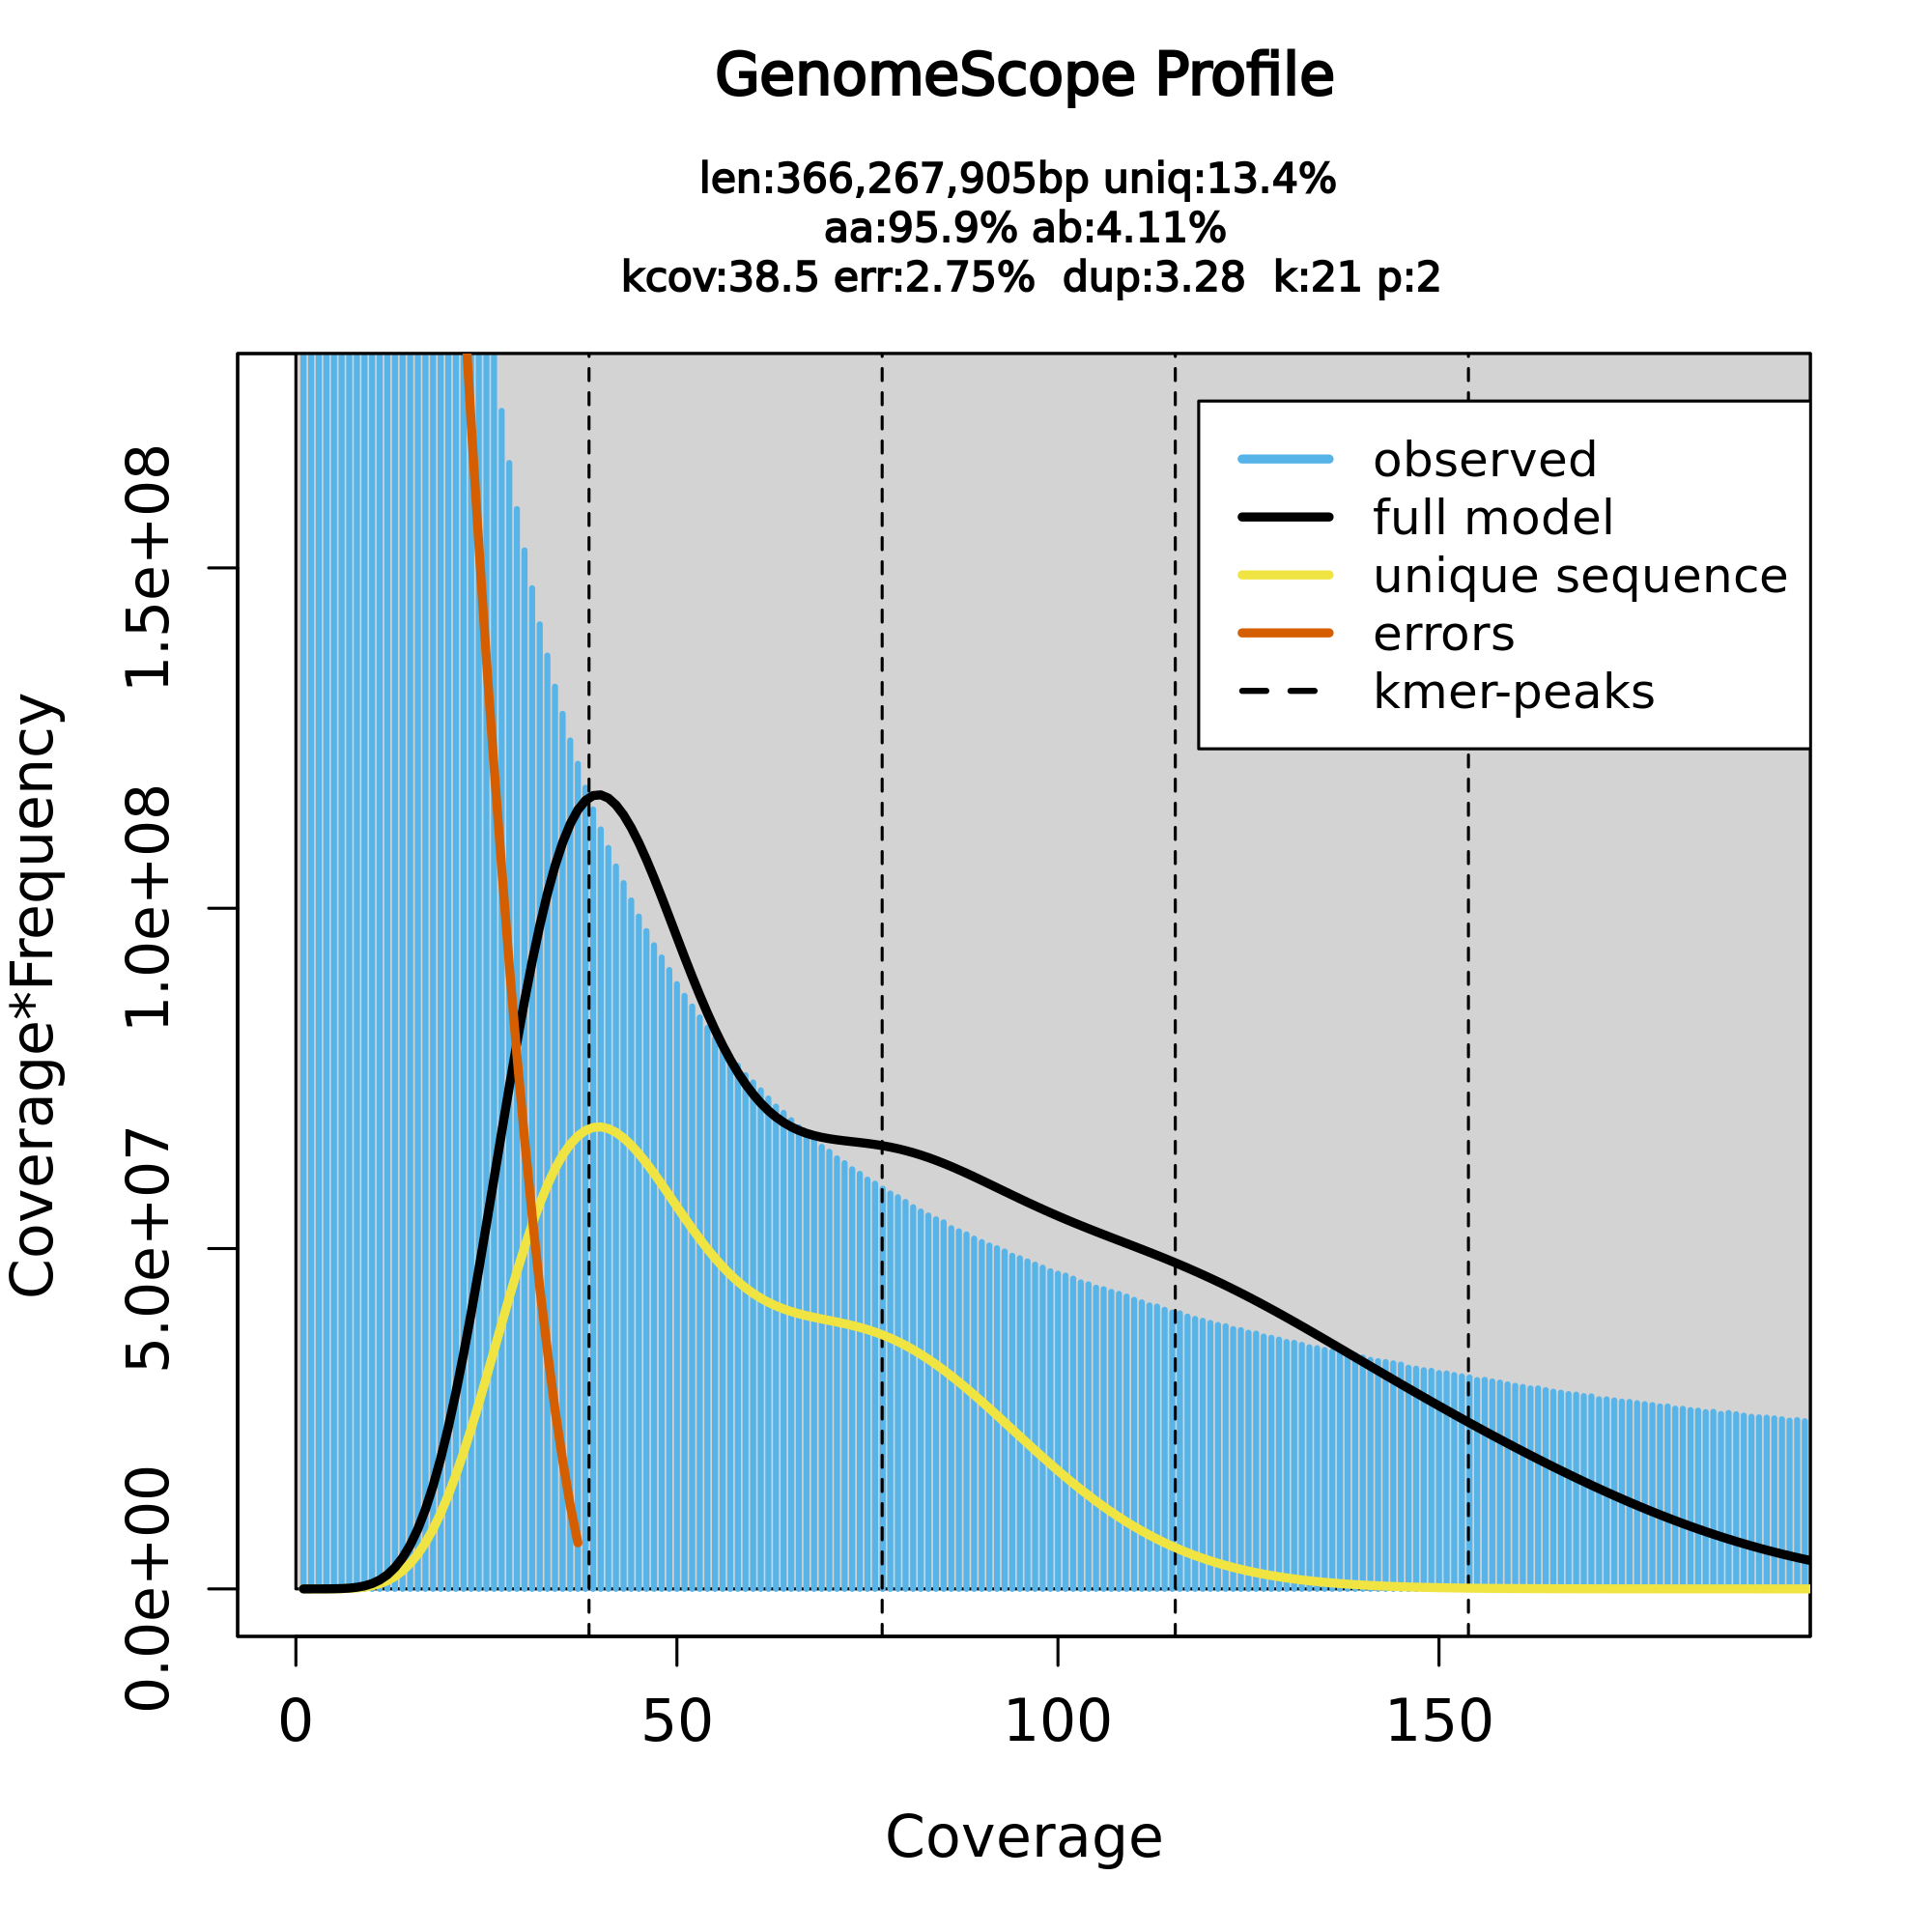 GenomeScope Profile
len:366,267,905bp uniq:13.4%
aa:95.9% ab:4.11%
kcov:38.5 err:2.75% dup:3.28 k:21 p:2
observed
full model
unique sequence
errors
kmer-peaks
Coverage*Frequency
1.5e+08
1.0e+08
5.0e+07
0.0e+00
0 50 100 150
Coverage